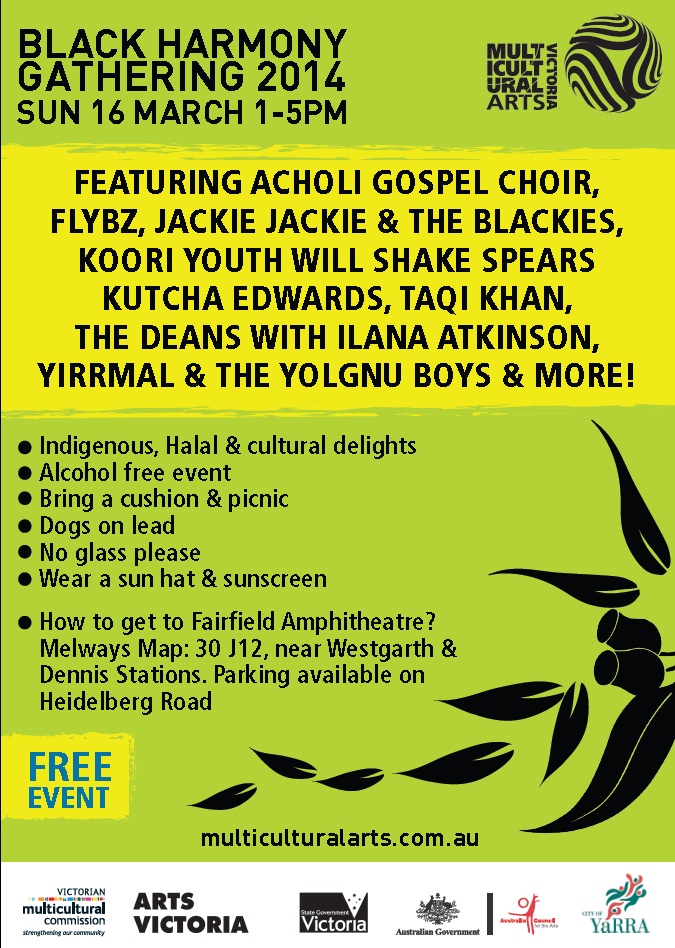 BLACK HARMONY
GATHERING 2014
SUN 16 MARCH 1-5PM
MULT
ICULT
URAL
ARTS
VICTORIA
FEATURING ACHOLI GOSPEL CHOIR,
FLYBZ, JACKIE JACKIE & THE BLACKIES,
KOORI YOUTH WILL SHAKE SPEARS
KUTCHA EDWARDS, TAQI KHAN,
THE DEANS WITH ILANA ATKINSON,
YIRRMAL & THE YOLGNU BOYS & MORE!
● Indigenous, Halal & cultural delights
● Alcohol free event
● Bring a cushion & picnic
● Dogs on lead
● No glass please
● Wear a sun hat & sunscreen
● How to get to Fairfield Amphitheatre?
Melways Map: 30 J12, near Westgarth &
Dennis Stations. Parking available on
Heidelberg Road
FREE
EVENT
multiculturalarts.com.au
VICTORIAN
multicultural
commission
strengthening our community
ARTS
VICTORIA
State Government
Victoria
Australian Government
Australia Council
for the Arts
CITY OF
YaRRA